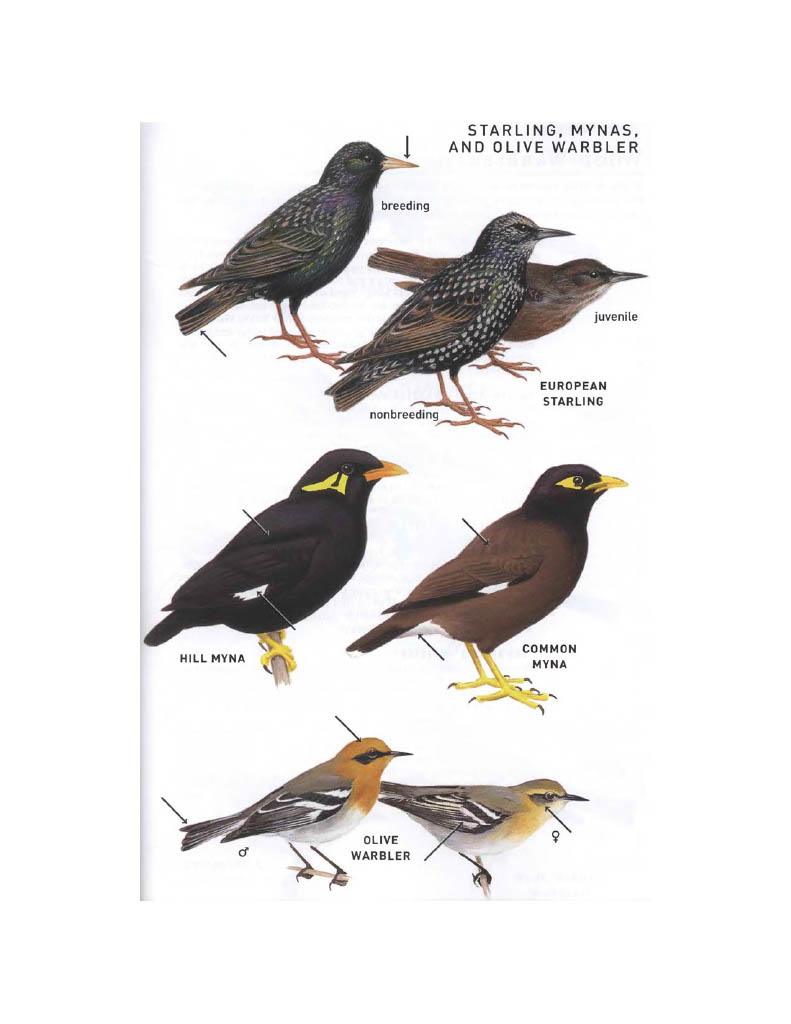 STARLING, MYNAS,
AND OLIVE WARBLER
breeding
juvenile
EUROPEAN
STARLING
nonbreeding
HILL MYNA
COMMON
MYNA
OLIVE
WARBLER
♂
♀